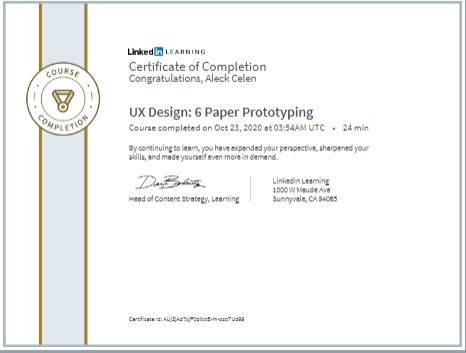 COURSE
COMPLETION
LinkedIn LEARNING
Certificate of Completion
Congratulations, Aleck Celen
UX Design: 6 Paper Prototyping
Course completed on Oct 23, 2020 at 03:54AM UTC • 24 min
By continuing to learn, you have expanded your perspective, sharpened your
skills, and made yourself even more in demand.
Head of Content Strategy, Learning
LinkedIn Learning
1000 W Maude Ave
Sunnyvale, CA 94085
Certificate Id: